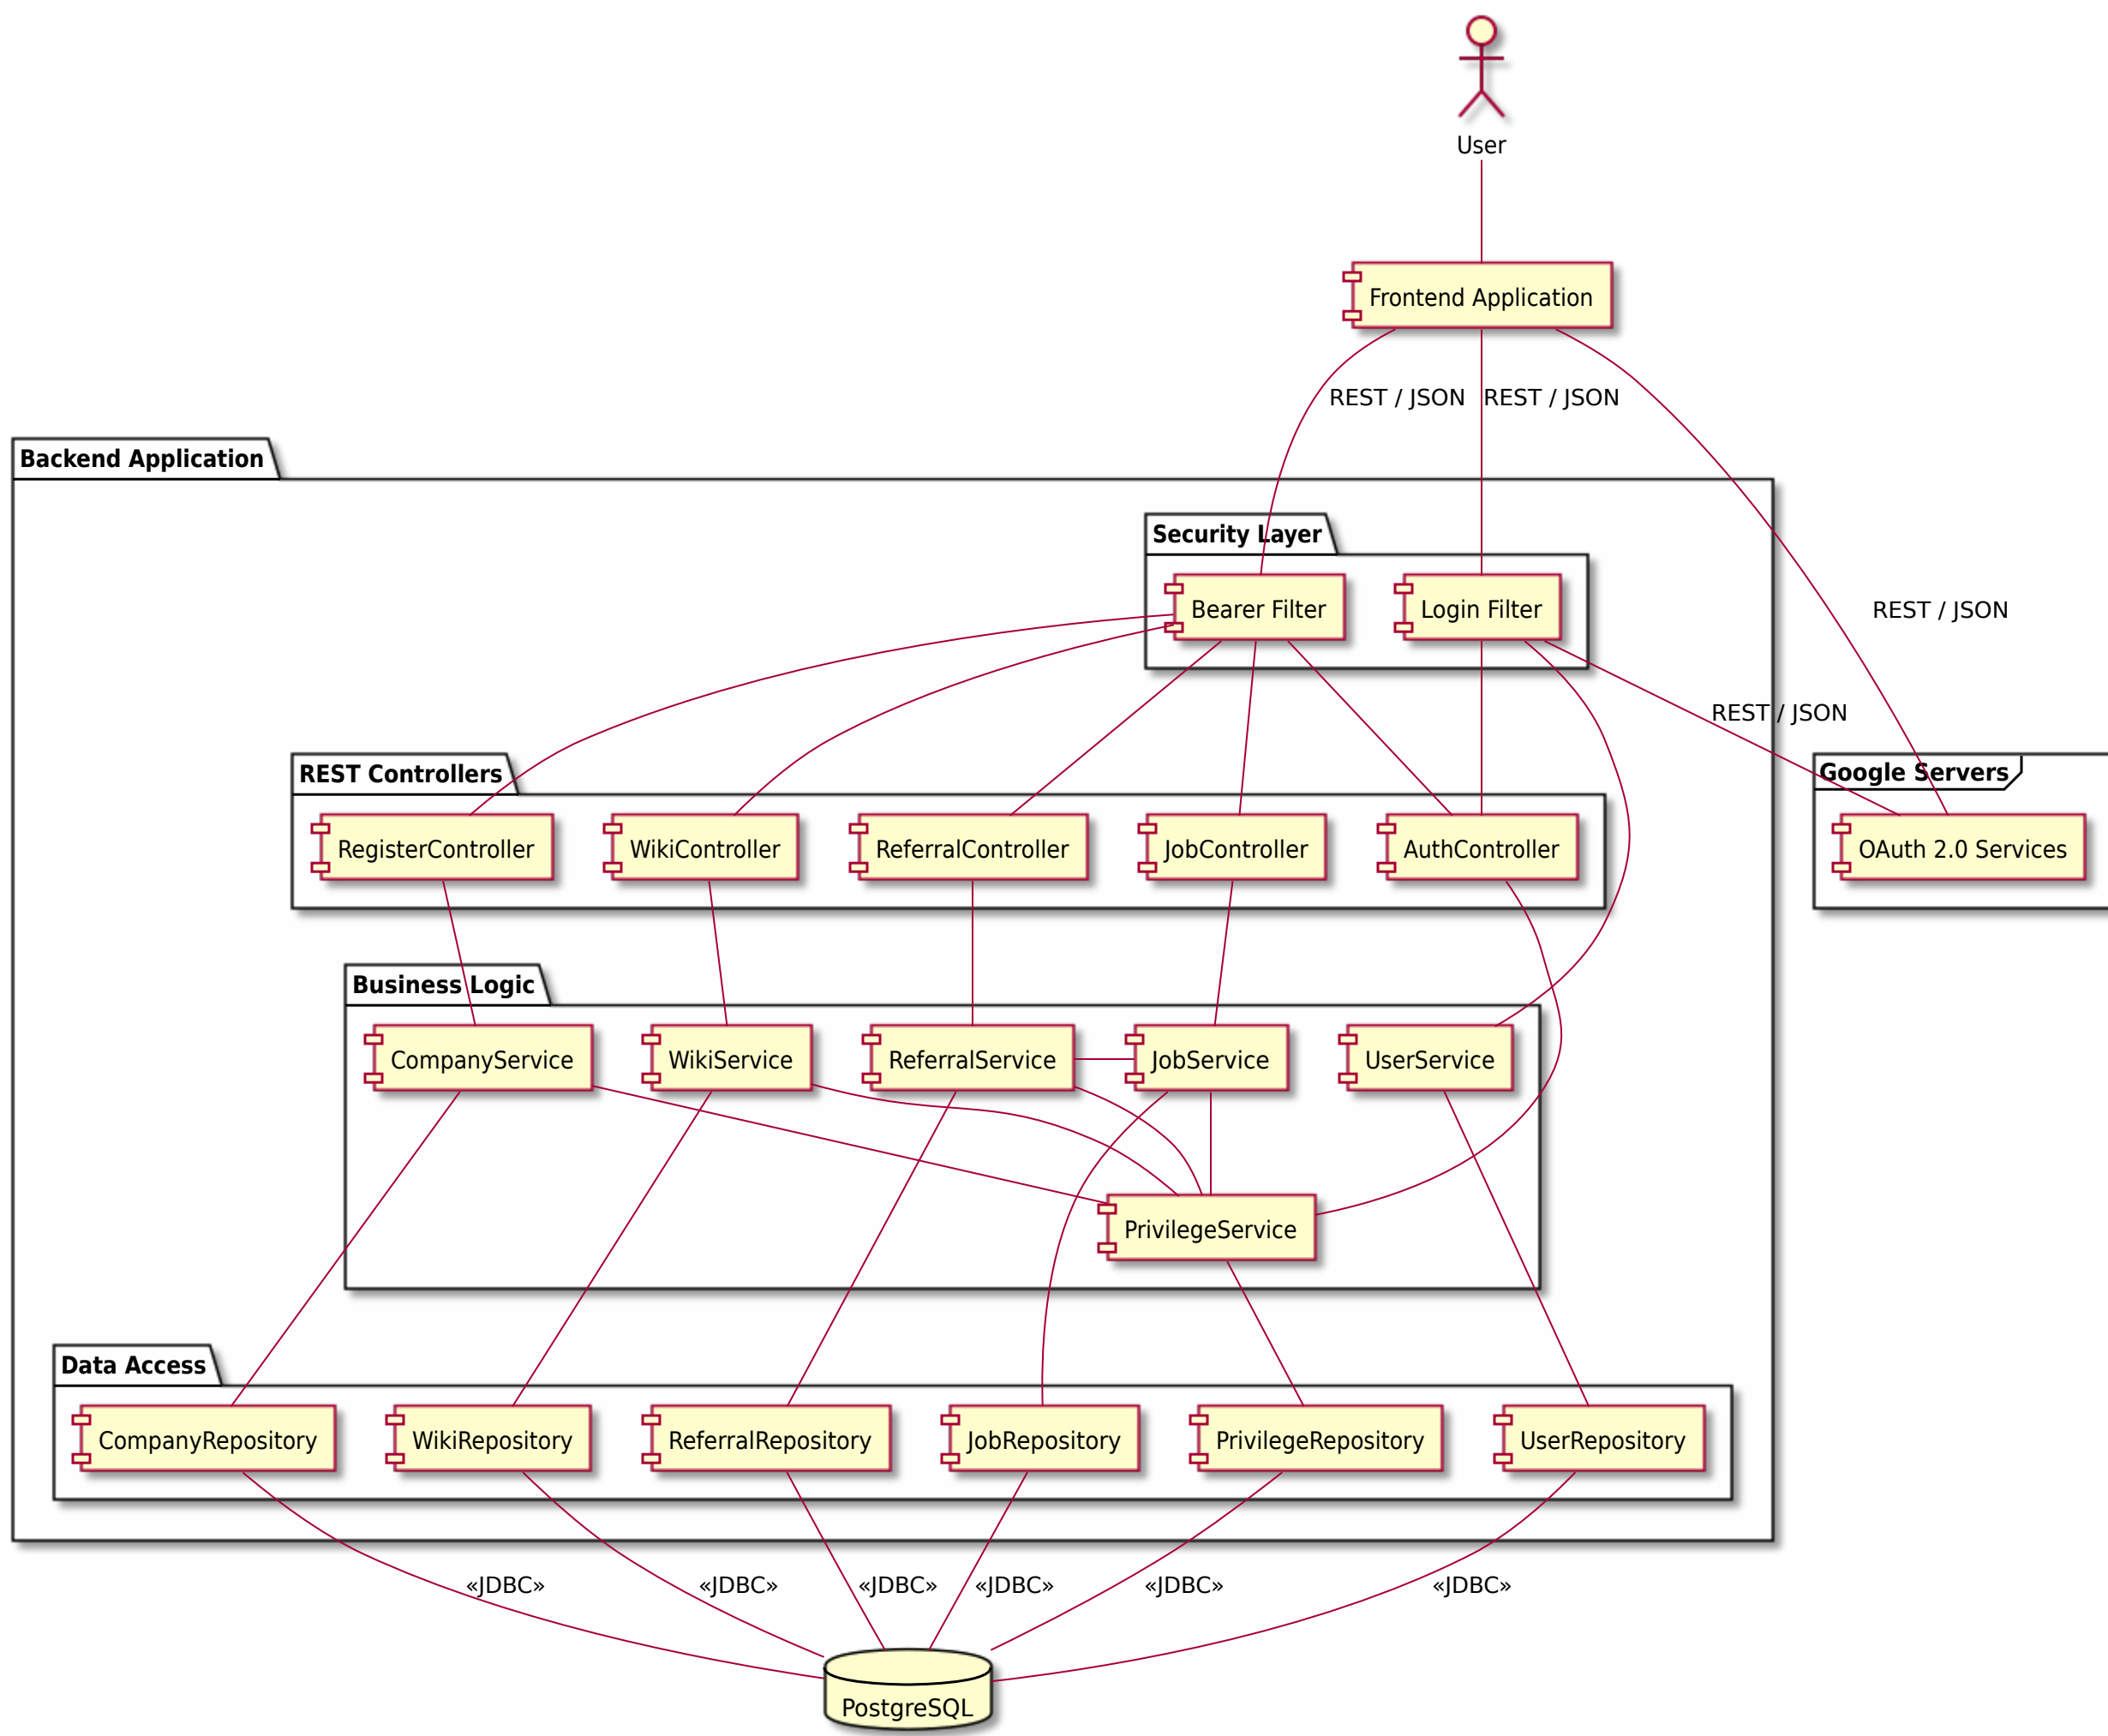 User
Frontend Application
REST / JSON
REST / JSON
Backend Application
Security Layer
Bearer Filter
Login Filter
REST / JSON
REST / JSON
REST Controllers
Google Servers
RegisterController
WikiController
ReferralController
JobController
AuthController
OAuth 2.0 Services
Business Logic
CompanyService
WikiService
ReferralService
JobService
UserService
PrivilegeService
Data Access
CompanyRepository
WikiRepository
ReferralRepository
JobRepository
PrivilegeRepository
UserRepository
«JDBC»
«JDBC»
«JDBC»
«JDBC»
«JDBC»
«JDBC»
PostgreSQL